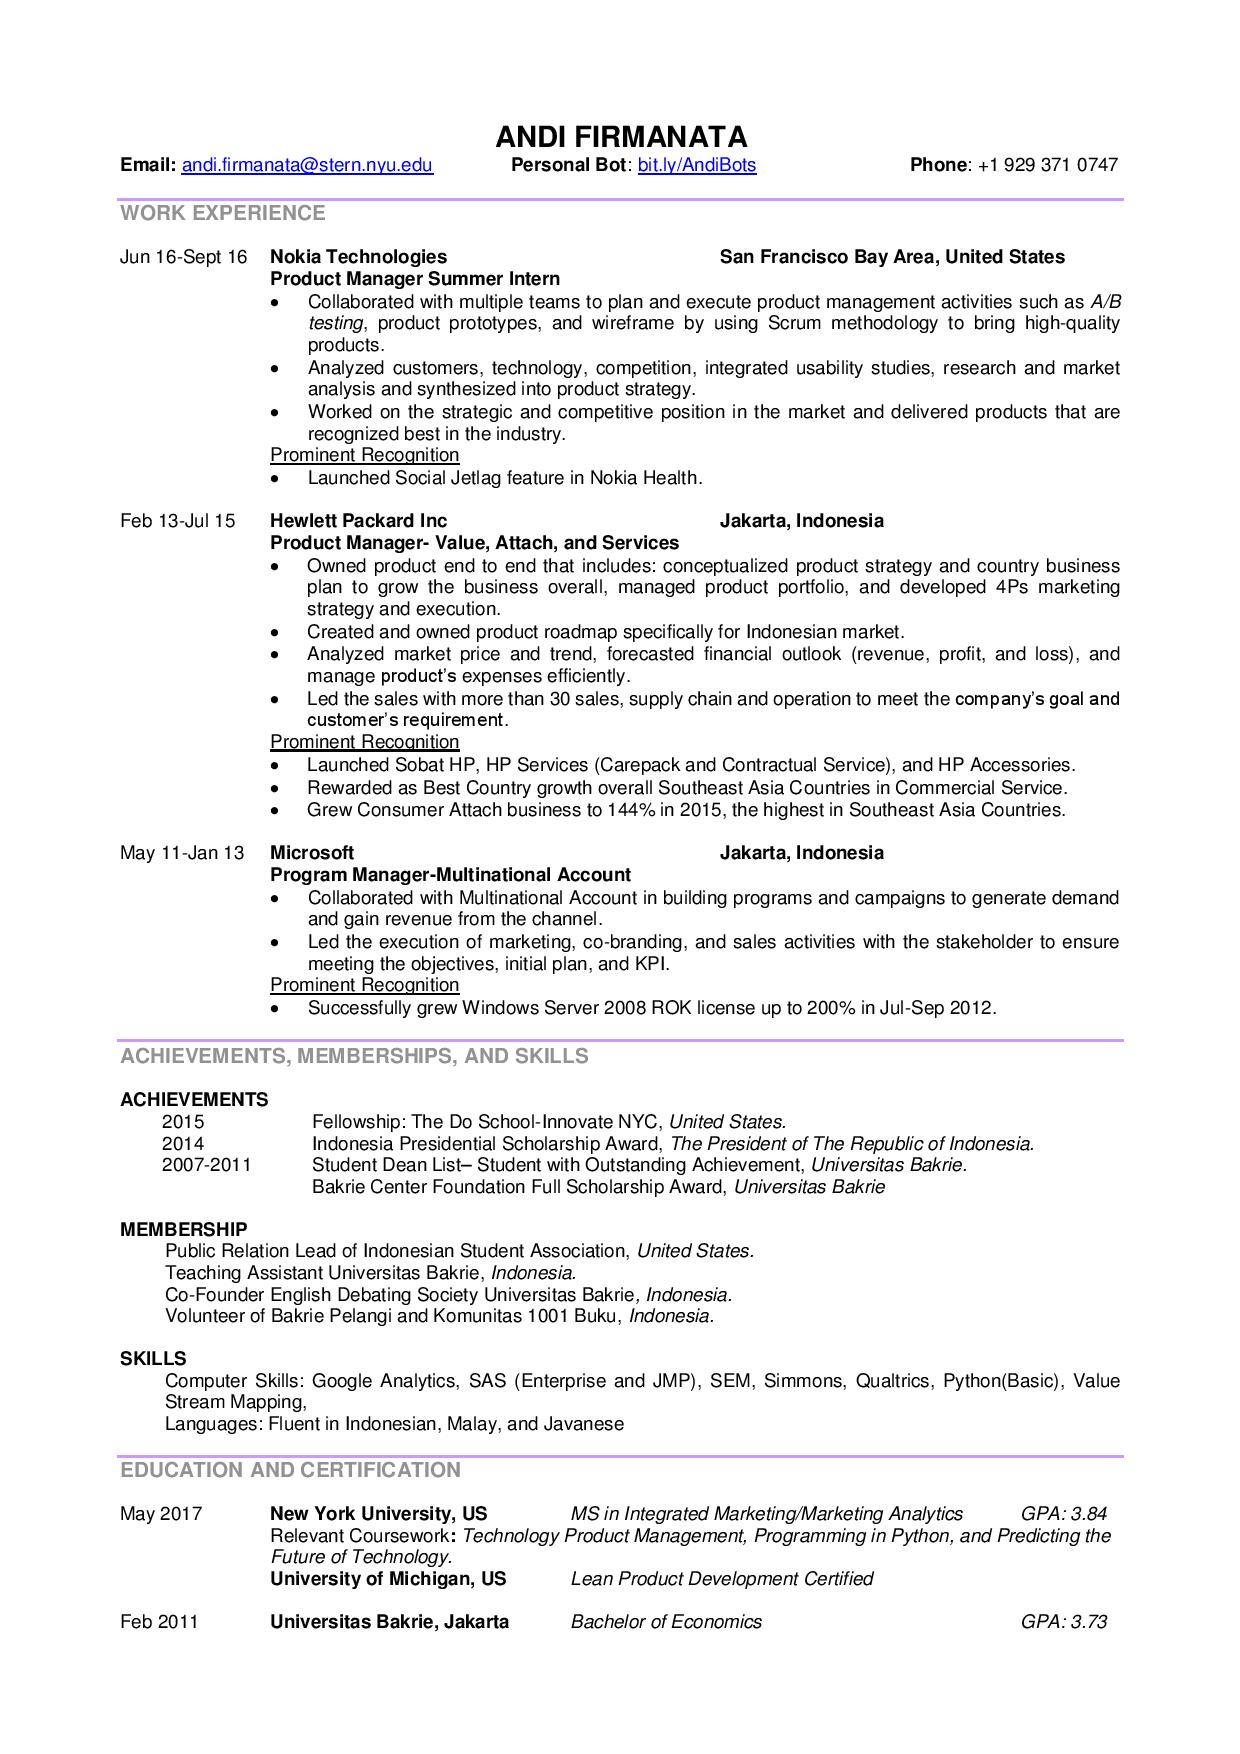 ANDI FIRMANATA
Email: andi.firmanata@stern.nyu.edu Personal Bot: bit.ly/AndiBots Phone: +1 929 371 0747
WORK EXPERIENCE
Jun 16-Sept 16 Nokia Technologies San Francisco Bay Area, United States
Product Manager Summer Intern
• Collaborated with multiple teams to plan and execute product management activities such as A/B
testing, product prototypes, and wireframe by using Scrum methodology to bring high-quality
products.
• Analyzed customers, technology, competition, integrated usability studies, research and market
analysis and synthesized into product strategy.
• Worked on the strategic and competitive position in the market and delivered products that are
recognized best in the industry.
Prominent Recognition
• Launched Social Jetlag feature in Nokia Health.
Feb 13-Jul 15 Hewlett Packard Inc Jakarta, Indonesia
Product Manager- Value, Attach, and Services
• Owned product end to end that includes: conceptualized product strategy and country business
plan to grow the business overall, managed product portfolio, and developed 4Ps marketing
strategy and execution.
• Created and owned product roadmap specifically for Indonesian market.
• Analyzed market price and trend, forecasted financial outlook (revenue, profit, and loss), and
manage product’s expenses efficiently.
• Led the sales with more than 30 sales, supply chain and operation to meet the company’s goal and
customer’s requirement.
Prominent Recognition
• Launched Sobat HP, HP Services (Carepack and Contractual Service), and HP Accessories.
• Rewarded as Best Country growth overall Southeast Asia Countries in Commercial Service.
• Grew Consumer Attach business to 144% in 2015, the highest in Southeast Asia Countries.
May 11-Jan 13 Microsoft Jakarta, Indonesia
Program Manager-Multinational Account
• Collaborated with Multinational Account in building programs and campaigns to generate demand
and gain revenue from the channel.
• Led the execution of marketing, co-branding, and sales activities with the stakeholder to ensure
meeting the objectives, initial plan, and KPI.
Prominent Recognition
• Successfully grew Windows Server 2008 ROK license up to 200% in Jul-Sep 2012.
ACHIEVEMENTS, MEMBERSHIPS, AND SKILLS
ACHIEVEMENTS
2015 Fellowship: The Do School-Innovate NYC, United States.
2014 Indonesia Presidential Scholarship Award, The President of The Republic of Indonesia.
2007-2011 Student Dean List– Student with Outstanding Achievement, Universitas Bakrie.
Bakrie Center Foundation Full Scholarship Award, Universitas Bakrie
MEMBERSHIP
Public Relation Lead of Indonesian Student Association, United States.
Teaching Assistant Universitas Bakrie, Indonesia.
Co-Founder English Debating Society Universitas Bakrie, Indonesia.
Volunteer of Bakrie Pelangi and Komunitas 1001 Buku, Indonesia.
SKILLS
Computer Skills: Google Analytics, SAS (Enterprise and JMP), SEM, Simmons, Qualtrics, Python(Basic), Value
Stream Mapping,
Languages: Fluent in Indonesian, Malay, and Javanese
EDUCATION AND CERTIFICATION
May 2017 New York University, US MS in Integrated Marketing/Marketing Analytics GPA: 3.84
Relevant Coursework: Technology Product Management, Programming in Python, and Predicting the
Future of Technology.
University of Michigan, US Lean Product Development Certified
Feb 2011 Universitas Bakrie, Jakarta Bachelor of Economics GPA: 3.73